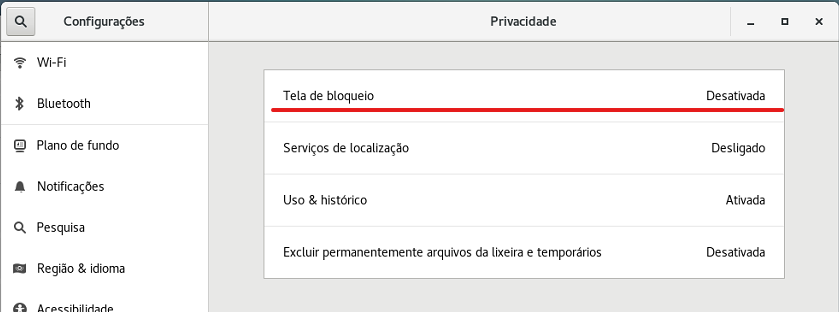 Configurações
Privacidade
Wi-Fi
Bluetooth
Plano de fundo
Notificações
Pesquisa
Região & idioma
Acessibilidade
Tela de bloqueio Desativada
Serviços de localização Desligado
Uso & histórico Ativada
Excluir permanentemente arquivos da lixeira e temporários Desativada